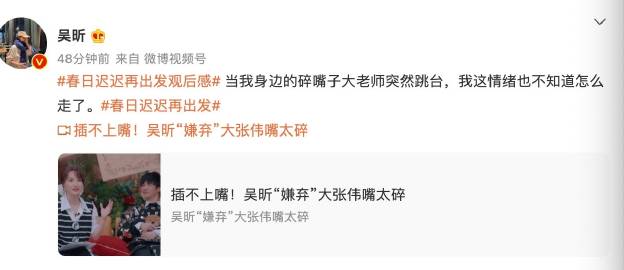 吴昕
48分钟前 来自 微博视频号
#春日迟迟再出发观后感# 当我身边的碎嘴子大老师突然跳台，我这情绪也不知道怎么
走了。#春日迟迟再出发#
插不上嘴！吴昕“嫌弃”大张伟嘴太碎
插不上嘴！吴昕“嫌弃”大张伟嘴太碎
吴昕“嫌弃”大张伟嘴太碎